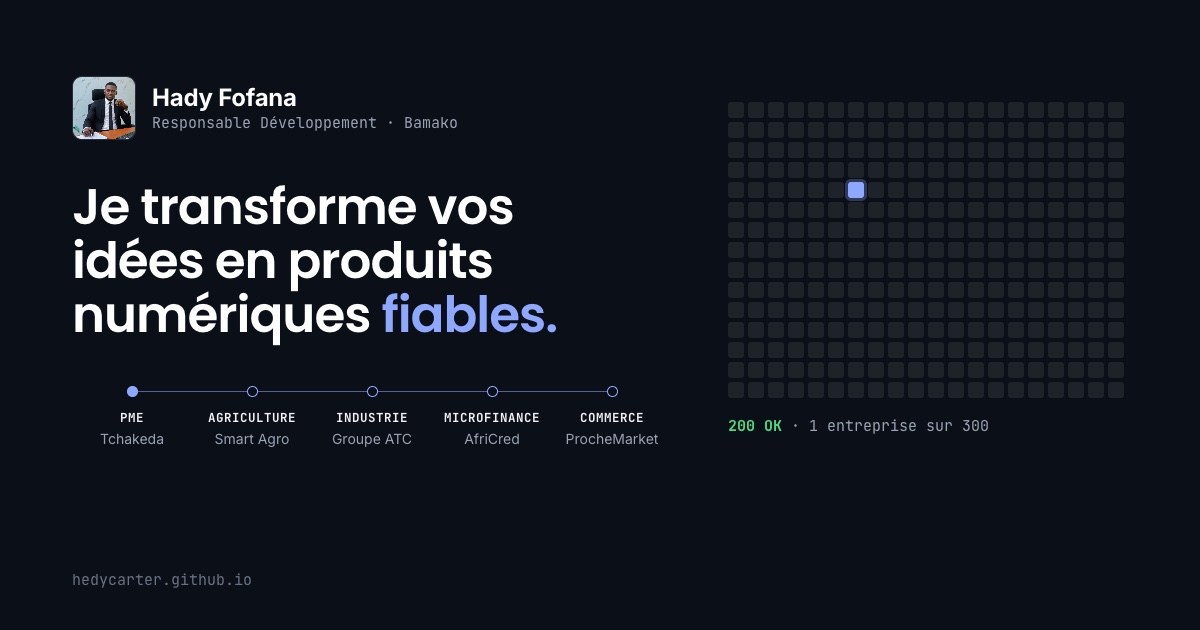 Hady Fofana
Responsable Développement · Bamako
Je transforme vos
idées en produits
numériques fiables.
PME
Tchakeda
AGRICULTURE
Smart Agro
INDUSTRIE
Groupe ATC
MICROFINANCE
AfriCred
COMMERCE
ProcheMarket
200 OK · 1 entreprise sur 300
hedycarter.github.io